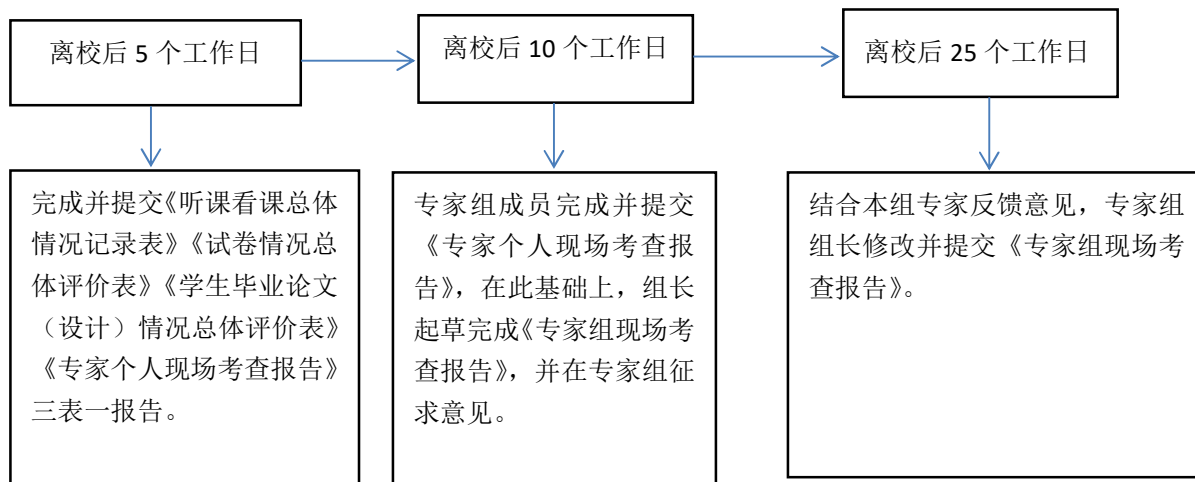 离校后 5 个工作日
离校后 10 个工作日
离校后 25 个工作日
完成并提交《听课看课总体
情况记录表》《试卷情况总
体评价表》《学生毕业论文
（设计）情况总体评价表》
《专家个人现场考查报告》
三表一报告。
专家组成员完成并提交
《专家个人现场考查报
告》，在此基础上，组长
起草完成《专家组现场考
查报告》，并在专家组征
求意见。
结合本组专家反馈意见，专家组
组长修改并提交《专家组现场考
查报告》。